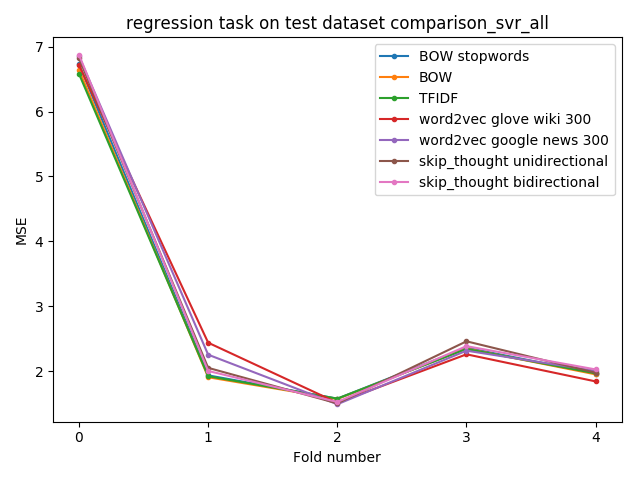 regression task on test dataset comparison_svr_all
7
6
5
4
3
2
MSE
BOW stopwords
BOW
TFIDF
word2vec glove wiki 300
word2vec google news 300
skip_thought unidirectional
skip_thought bidirectional
0 1 2 3 4
Fold number